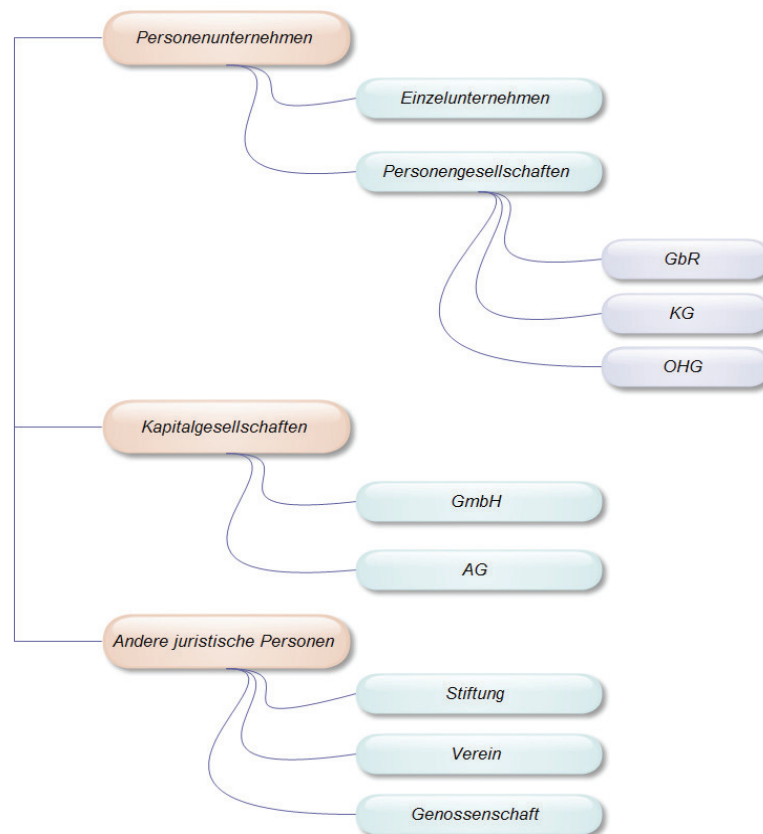 Personenunternehmen
Einzelunternehmen
Personengesellschaften
GbR
KG
OHG
Kapitalgesellschaften
GmbH
AG
Andere juristische Personen
Stiftung
Verein
Genossenschaft